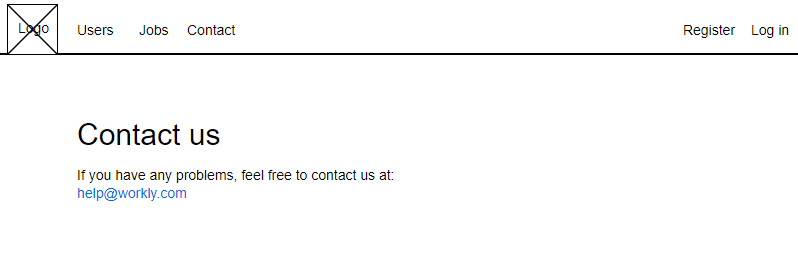 Logo Users Jobs Contact Register Log in
Contact us
If you have any problems, feel free to contact us at:
help@workly.com